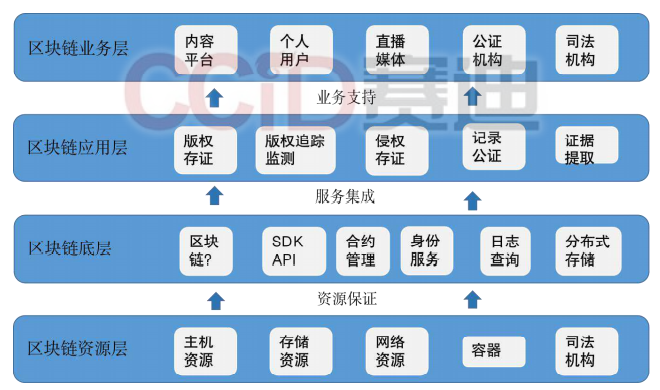 区块链业务层
内容
平台
个人
用户
直播
媒体
公证
机构
司法
机构
CCID赛迪
业务支持
区块链应用层
版权
存证
版权追踪
监测
侵权
存证
记录
公证
证据
提取
服务集成
区块链底层
区块
链?
SDK
API
合约
管理
身份
服务
日志
查询
分布式
存储
资源保证
区块链资源层
主机
资源
存储
资源
网络
资源
容器
司法
机构